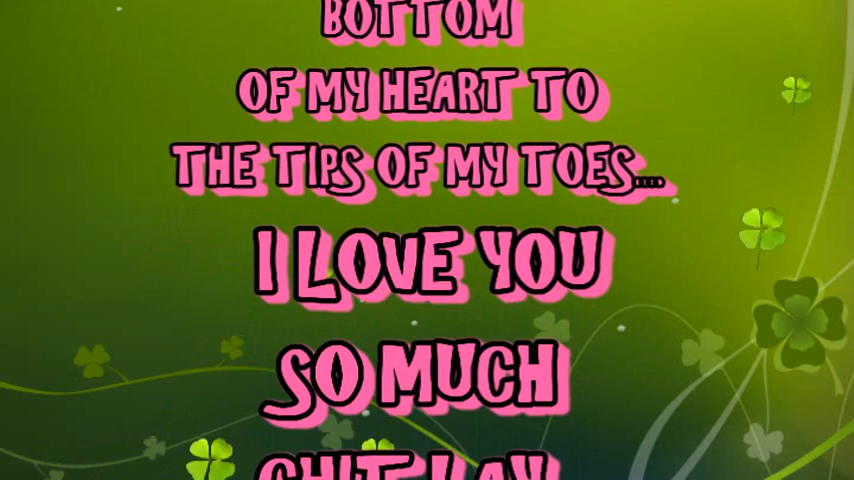 BOTTOM
OF MY HEART TO
THE TIPS OF MY TOES....
I LOVE YOU
SO MUCH